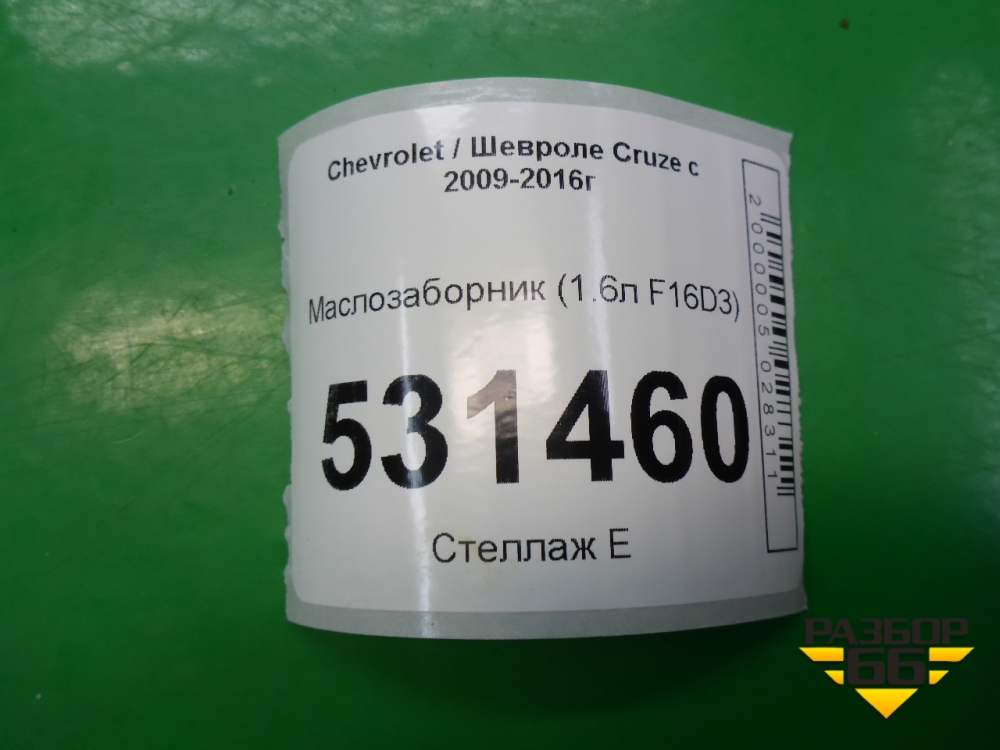 Chevrolet / Шевроле Cruze с
2009-2016г
Маслозаборник (1.6л F16D3)
531460
Стеллаж E
2000005028311
РАЗБОР
66